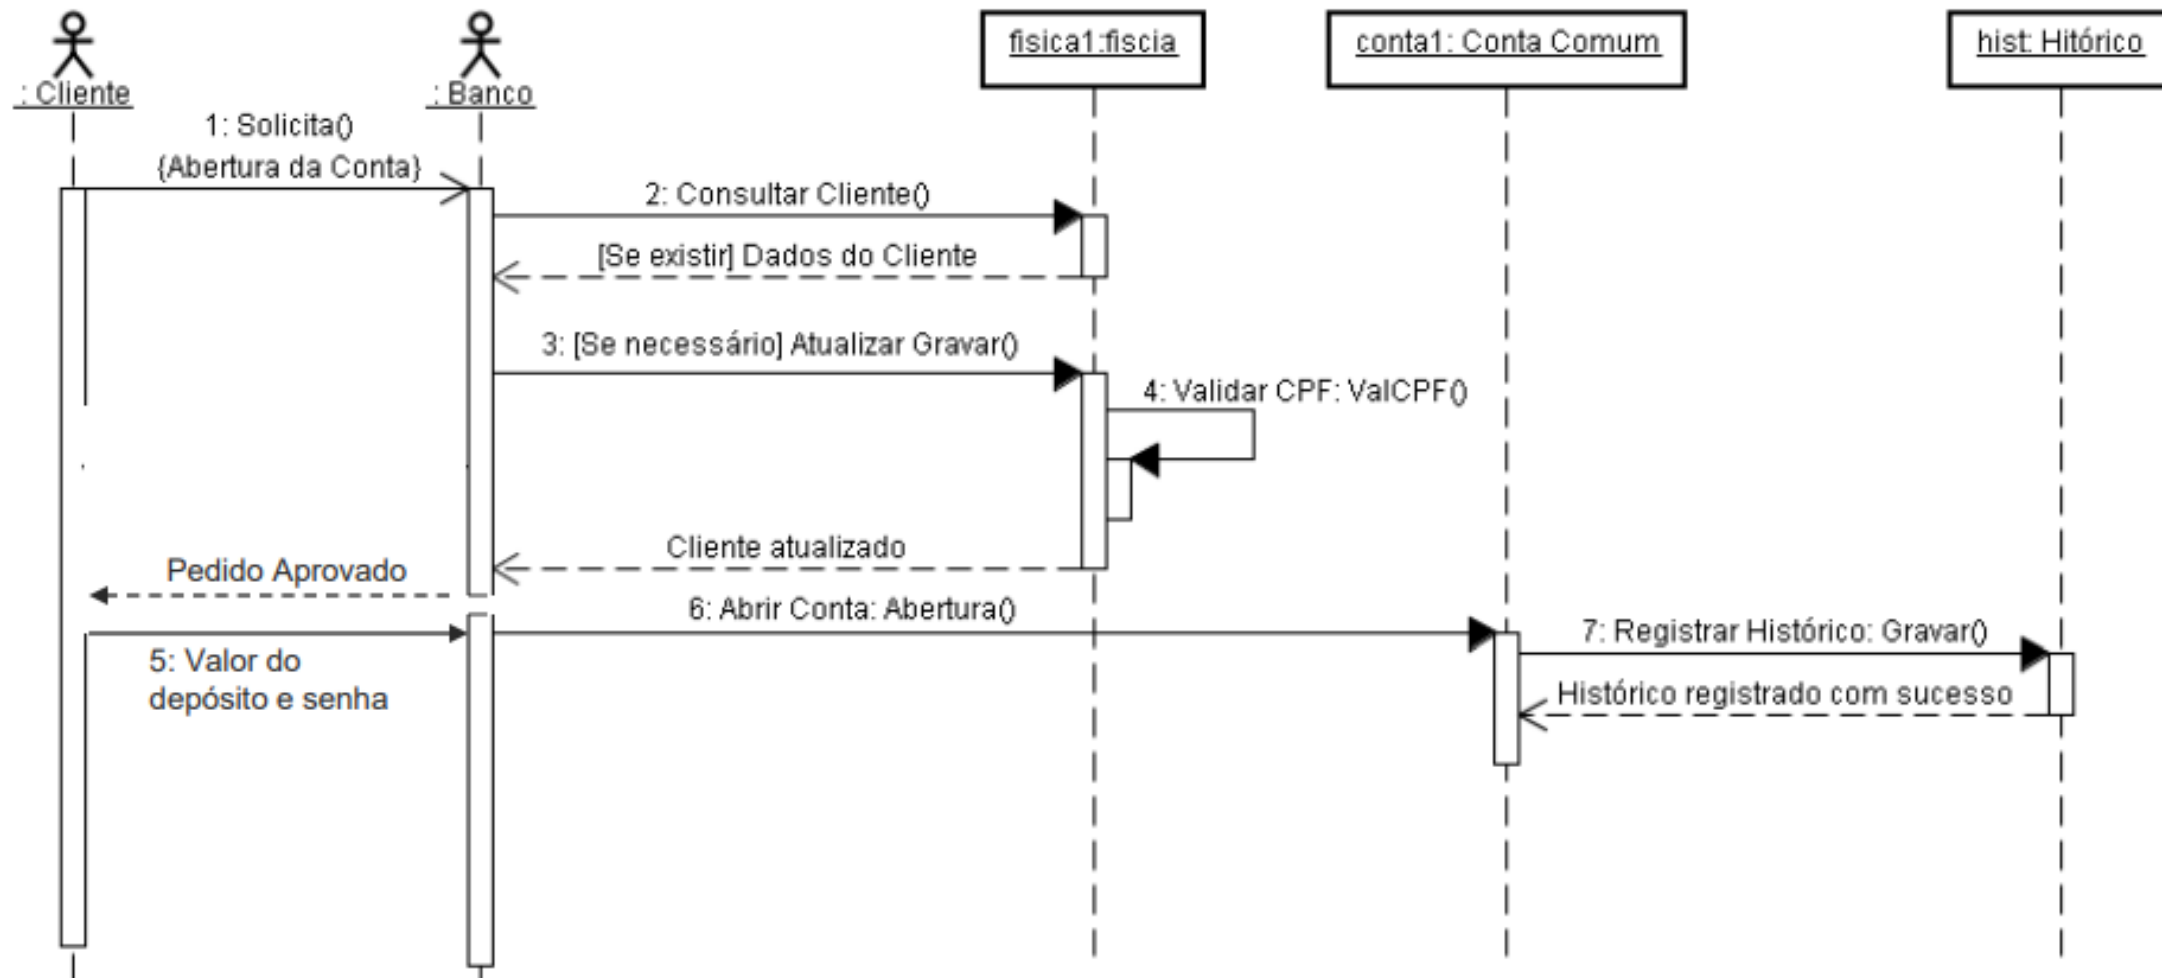 : Cliente
: Banco
fisica1:fiscia
conta1: Conta Comum
hist: Hitórico
1: Solicita()
{Abertura da Conta}
2: Consultar Cliente()
[Se existir] Dados do Cliente
3: [Se necessário] Atualizar Gravar()
4: Validar CPF: ValCPF()
Cliente atualizado
Pedido Aprovado
6: Abrir Conta: Abertura()
7: Registrar Histórico: Gravar()
5: Valor do
depósito e senha
Histórico registrado com sucesso